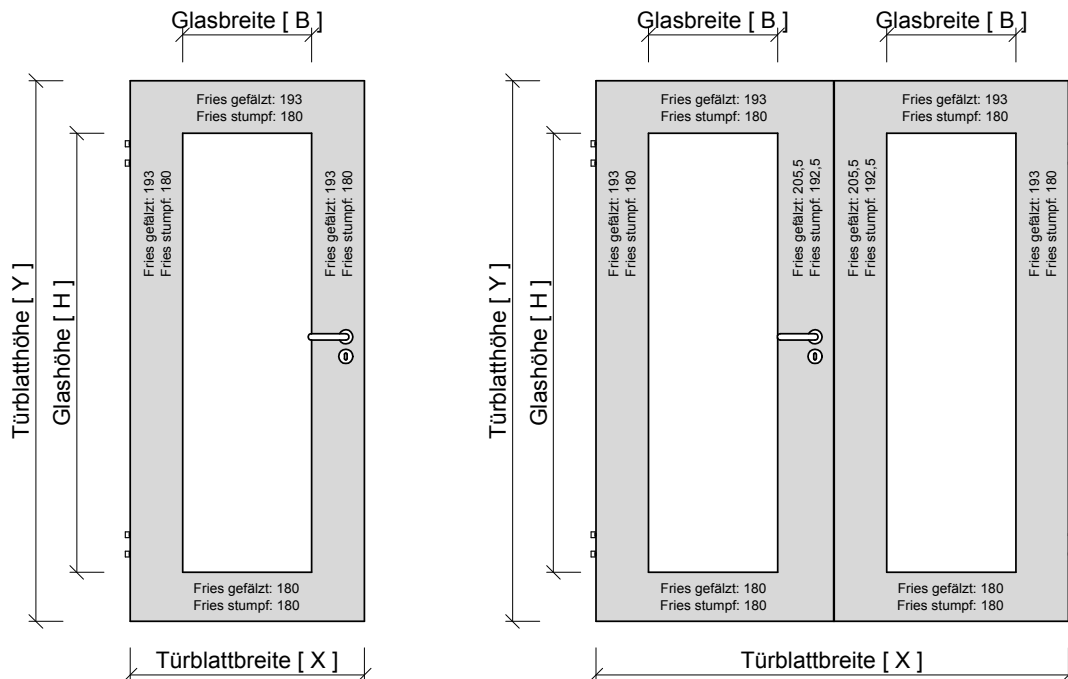 Glasbreite [ B ]
Fries gefälzt: 193
Fries stumpf: 180
Fries gefälzt: 193
Fries stumpf: 180
Fries gefälzt: 193
Fries stumpf: 180
Türblatthöhe [ Y ]
Glashöhe [ H ]
Fries gefälzt: 180
Fries stumpf: 180
Türblattbreite [ X ]
Glasbreite [ B ]
Glasbreite [ B ]
Fries gefälzt: 193
Fries stumpf: 180
Fries gefälzt: 193
Fries stumpf: 180
Fries gefälzt: 193
Fries stumpf: 180
Fries gefälzt: 205,5
Fries stumpf: 192,5
Fries gefälzt: 205,5
Fries stumpf: 192,5
Fries gefälzt: 193
Fries stumpf: 180
Türblatthöhe [ Y ]
Glashöhe [ H ]
Fries gefälzt: 180
Fries stumpf: 180
Fries gefälzt: 180
Fries stumpf: 180
Türblattbreite [ X ]